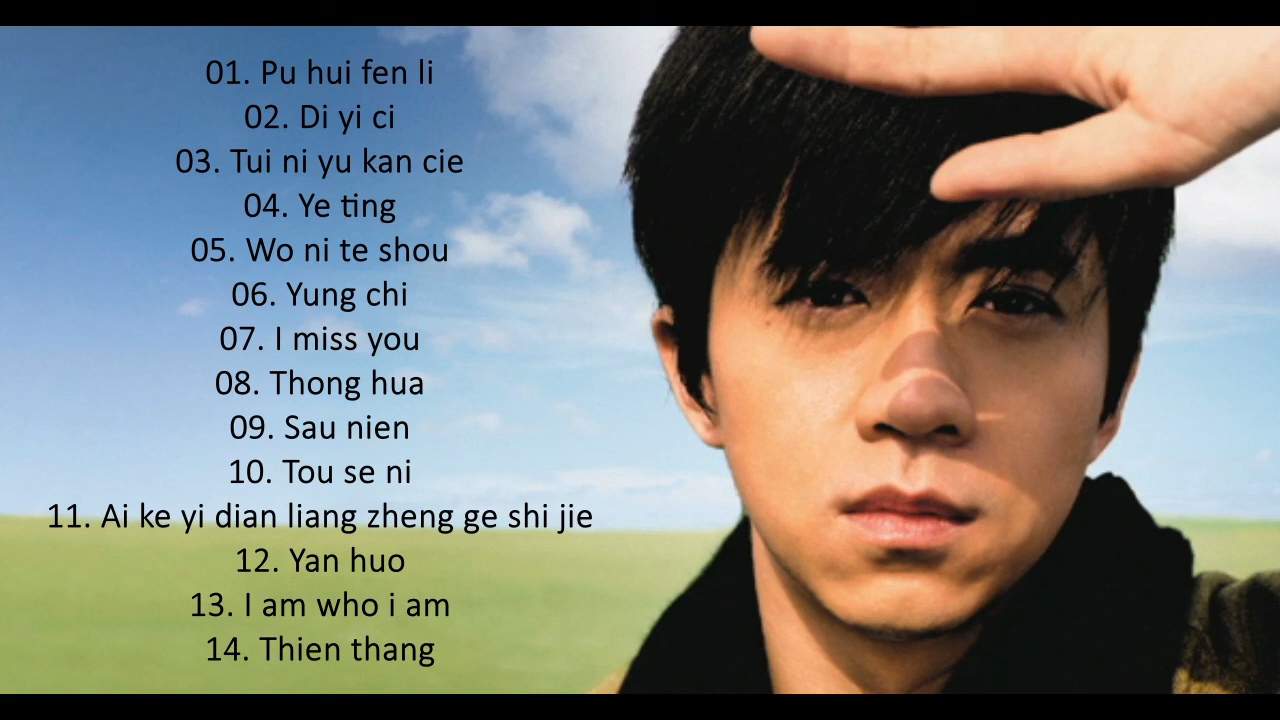 01. Pu hui fen li
02. Di yi ci
03. Tui ni yu kan cie
04. Ye ting
05. Wo ni te shou
06. Yung chi
07. I miss you
08. Thong hua
09. Sau nien
10. Tou se ni
11. Ai ke yi dian liang zheng ge shi jie
12. Yan huo
13. I am who i am
14. Thien thang